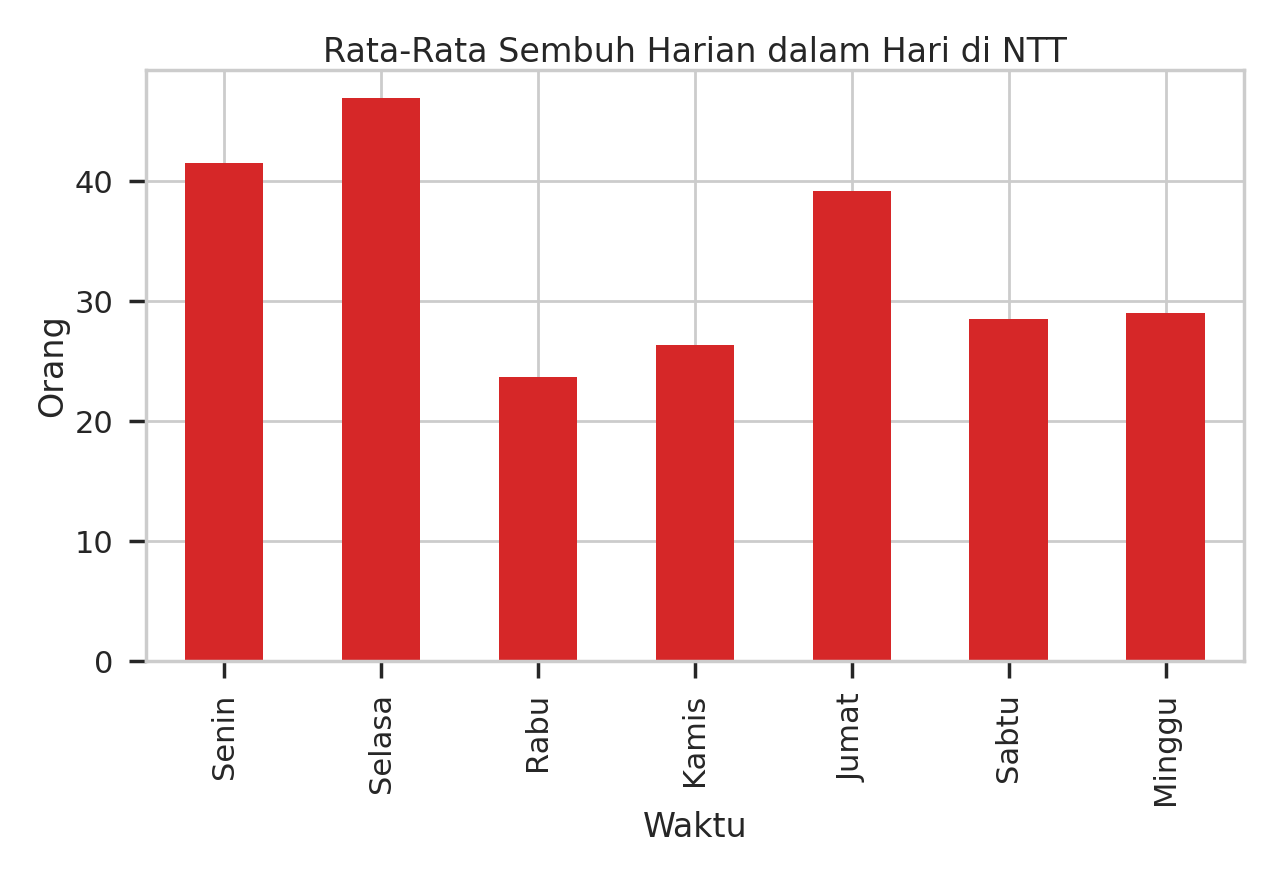 Rata-Rata Sembuh Harian dalam Hari di NTT
40
30
20
10
0
Orang
Senin
Selasa
Rabu
Kamis
Jumat
Sabtu
Minggu
Waktu